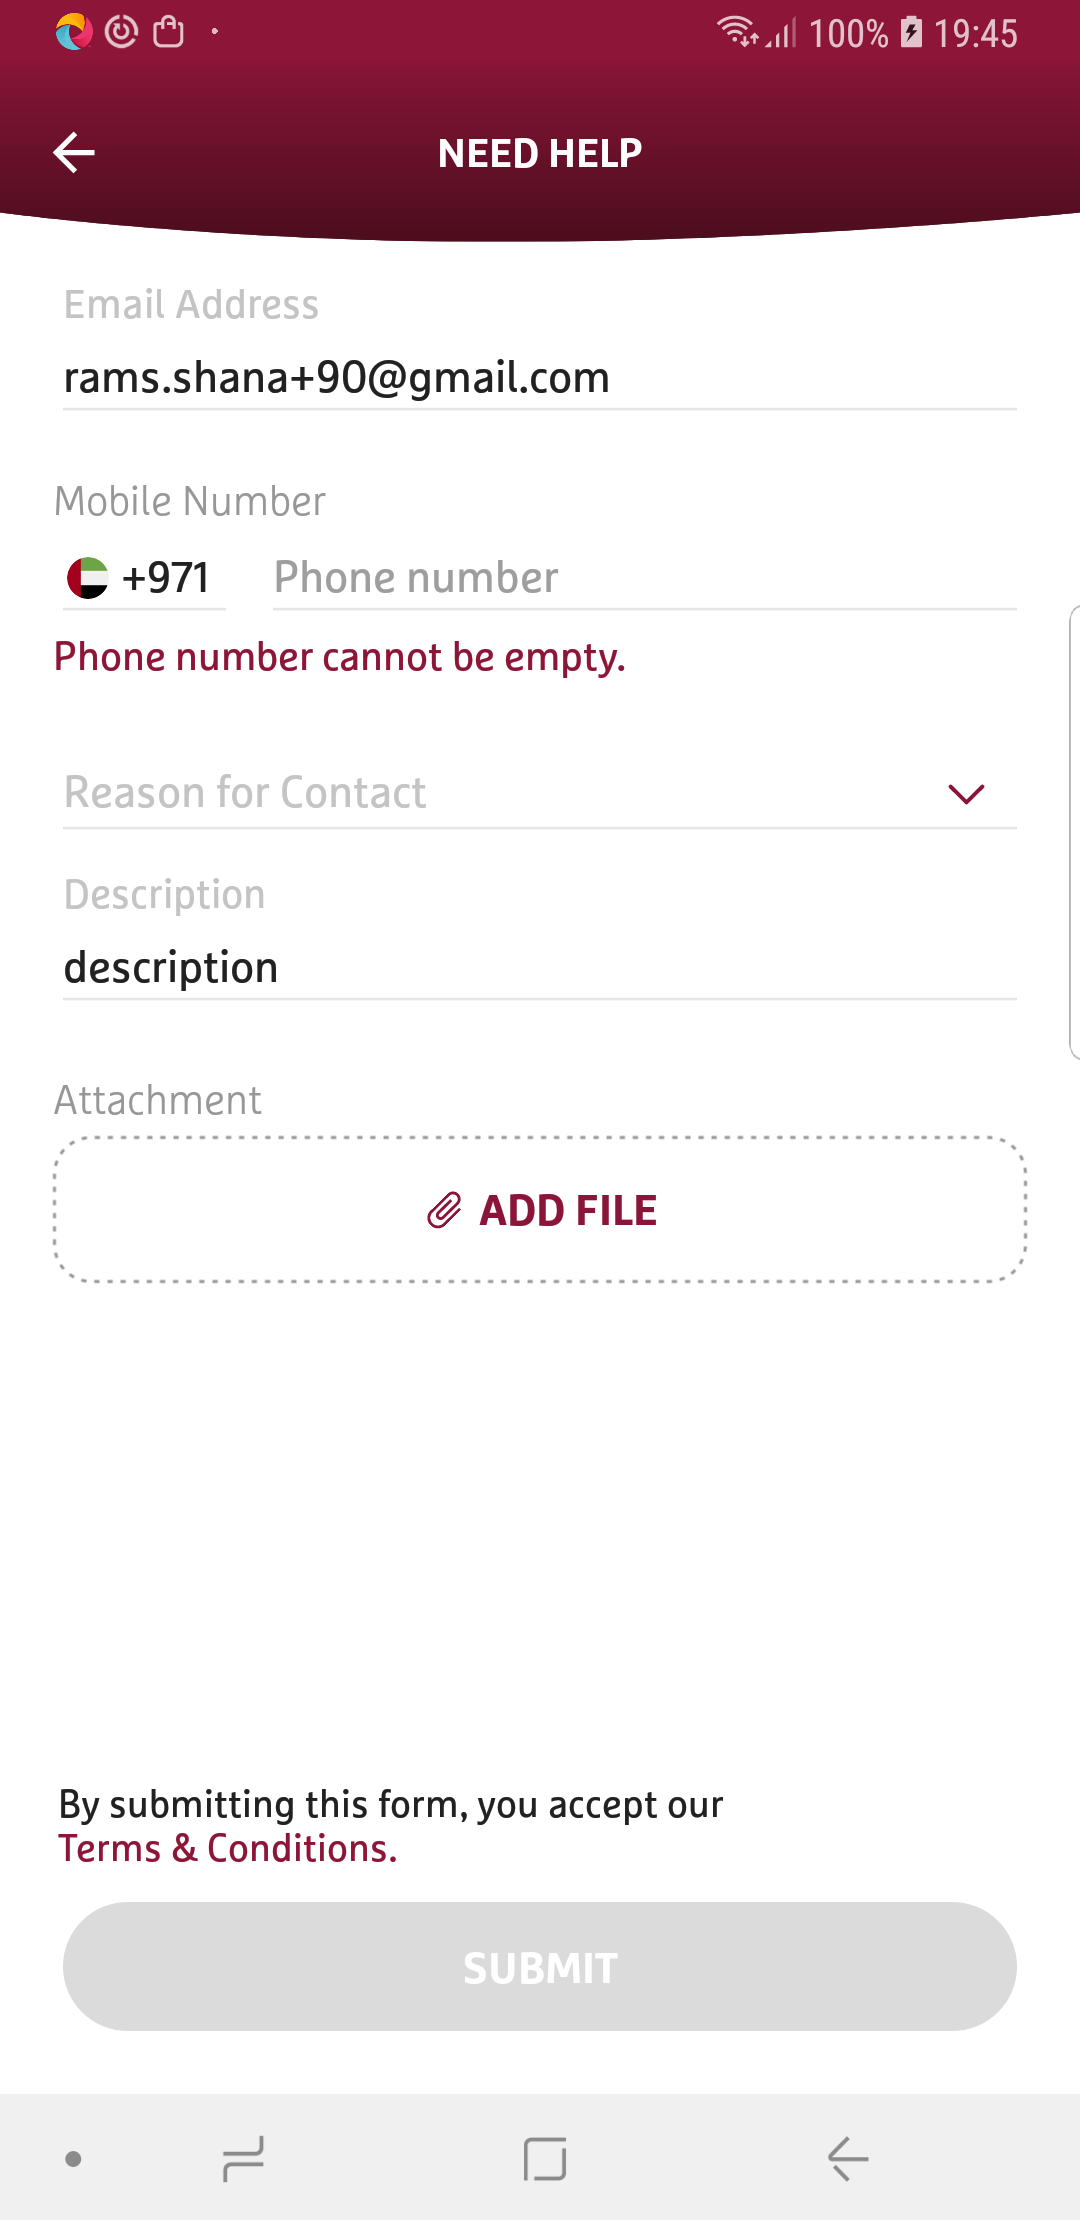 100% 19:45
NEED HELP
Email Address
rams.shana+90@gmail.com
Mobile Number
+971 Phone number
Phone number cannot be empty.
Reason for Contact
Description
description
Attachment
ADD FILE
By submitting this form, you accept our
Terms & Conditions.
SUBMIT